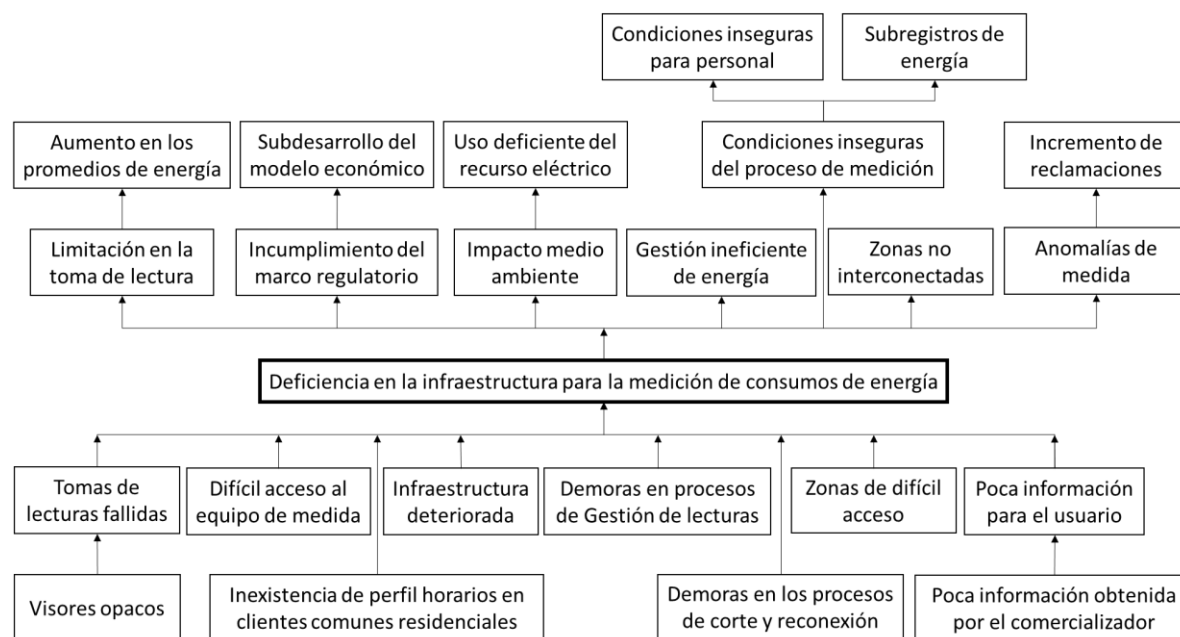 Condiciones inseguras
para personal
Subregistros de
energía
Aumento en los
promedios de energía
Subdesarrollo del
modelo económico
Uso deficiente del
recurso eléctrico
Condiciones inseguras
del proceso de medición
Incremento de
reclamaciones
Limitación en la
toma de lectura
Incumplimiento del
marco regulatorio
Impacto medio
ambiente
Gestión ineficiente
de energía
Zonas no
interconectadas
Anomalías de
medida
Deficiencia en la infraestructura para la medición de consumos de energía
Tomas de
lecturas fallidas
Difícil acceso al
equipo de medida
Infraestructura
deteriorada
Demoras en procesos
de Gestión de lecturas
Zonas de difícil
acceso
Poca información
para el usuario
Visores opacos
Inexistencia de perfil horarios en
clientes comunes residenciales
Demoras en los procesos
de corte y reconexión
Poca información obtenida
por el comercializador